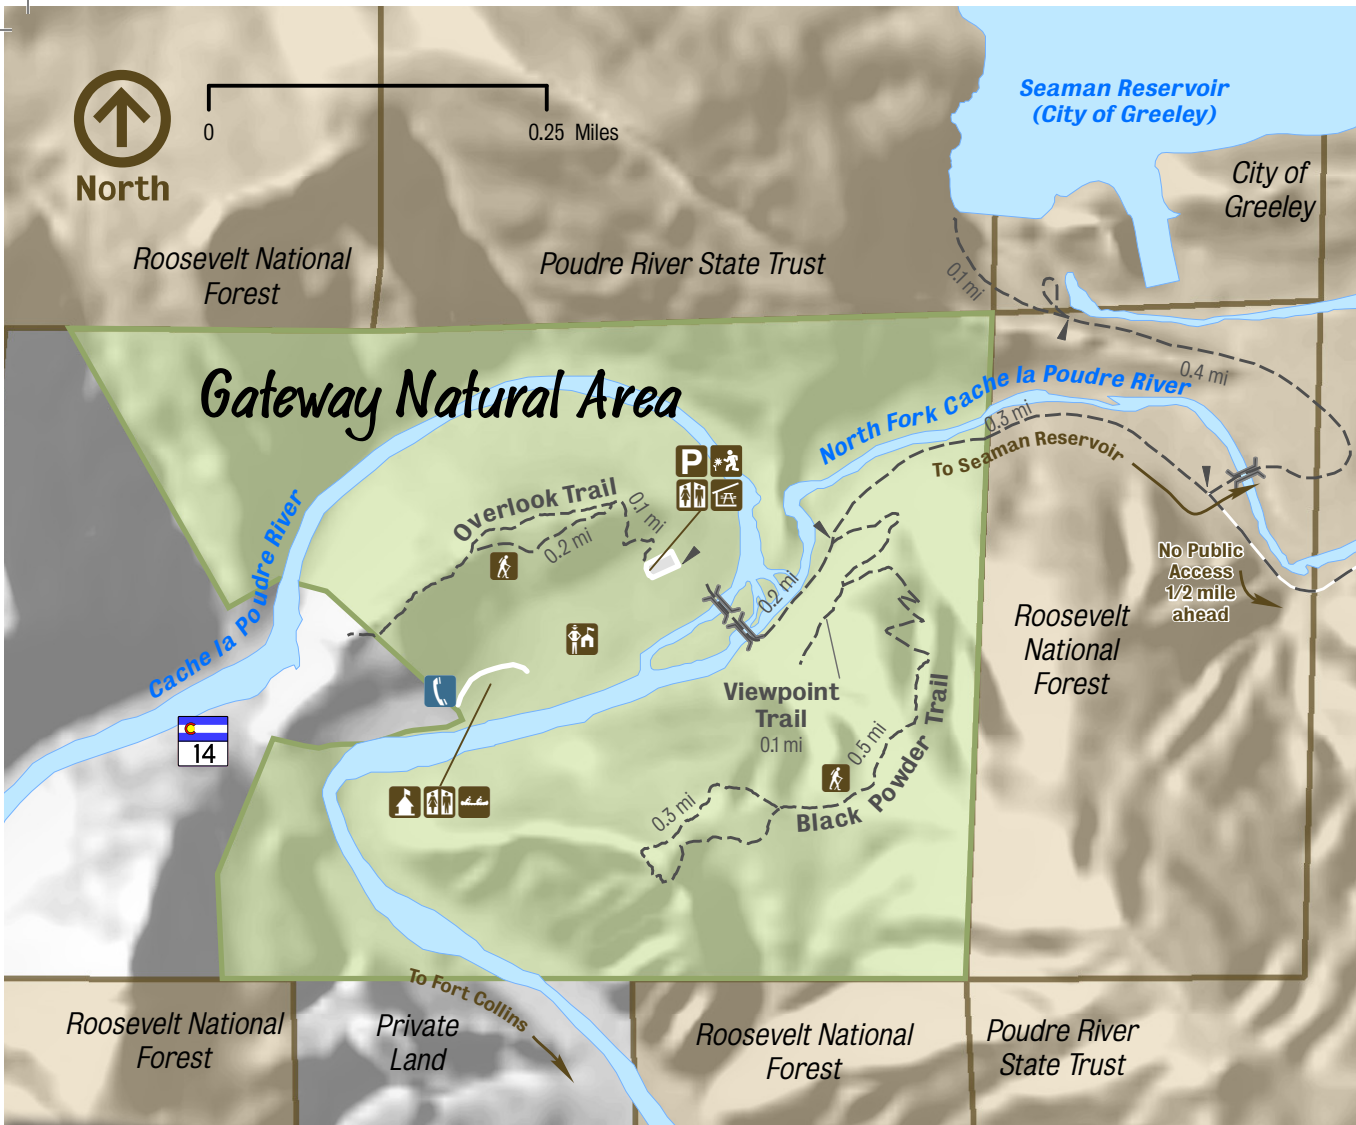 Seaman Reservoir
(City of Greeley)
0
0.25 Miles
North
City of
Greeley
Roosevelt National
Forest
Poudre River State Trust
0.1 mi
Gateway Natural Area
0.4 mi
North Fork Cache la Poudre River
0.3 mi
To Seaman Reservoir
P
Overlook Trail
0.1 mi
0.2 mi
Cache la Poudre River
No Public
Access
1/2 mile
ahead
0.2 mi
Roosevelt
National
Forest
Viewpoint
Trail
0.1 mi
C
14
0.5 mi
Black Powder Trail
0.3 mi
To Fort Collins
Roosevelt National
Forest
Private
Land
Roosevelt National
Forest
Poudre River
State Trust